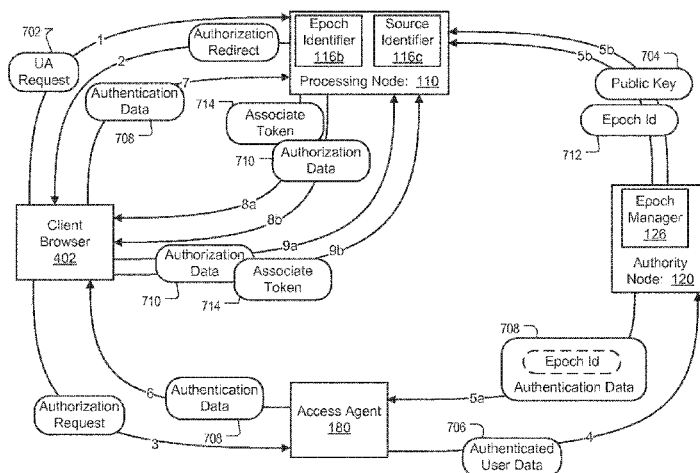 702
1
UA
Request
Authorization
Redirect
2
Epoch
Identifier
116b
Source
Identifier
116c
Processing Node: 110
5b
5b
704
Public Key
Epoch Id
712
7
Authentication
Data
708
714
Associate
Token
710
Authorization
Data
8a
8b
Client
Browser
402
9a
9b
Authorization
Data
710
Associate
Token
714
Epoch
Manager
126
Authority
Node: 120
708
Epoch Id
Authentication Data
5a
6
Authentication
Data
708
Access Agent
180
Authorization
Request
3
706
Authenticated
User Data
4